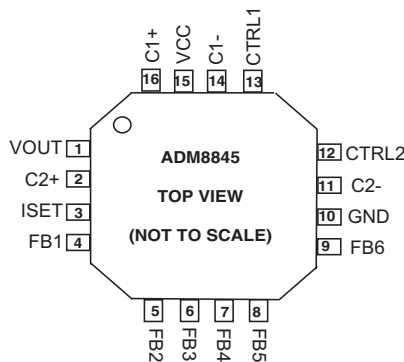 C1+
VCC
C1-
CTRL1
16
15
14
13
VOUT 1
C2+ 2
ISET 3
FB1 4
ADM8845
TOP VIEW
(NOT TO SCALE)
12 CTRL2
11 C2-
10 GND
9 FB6
5
6
7
8
FB2
FB3
FB4
FB5